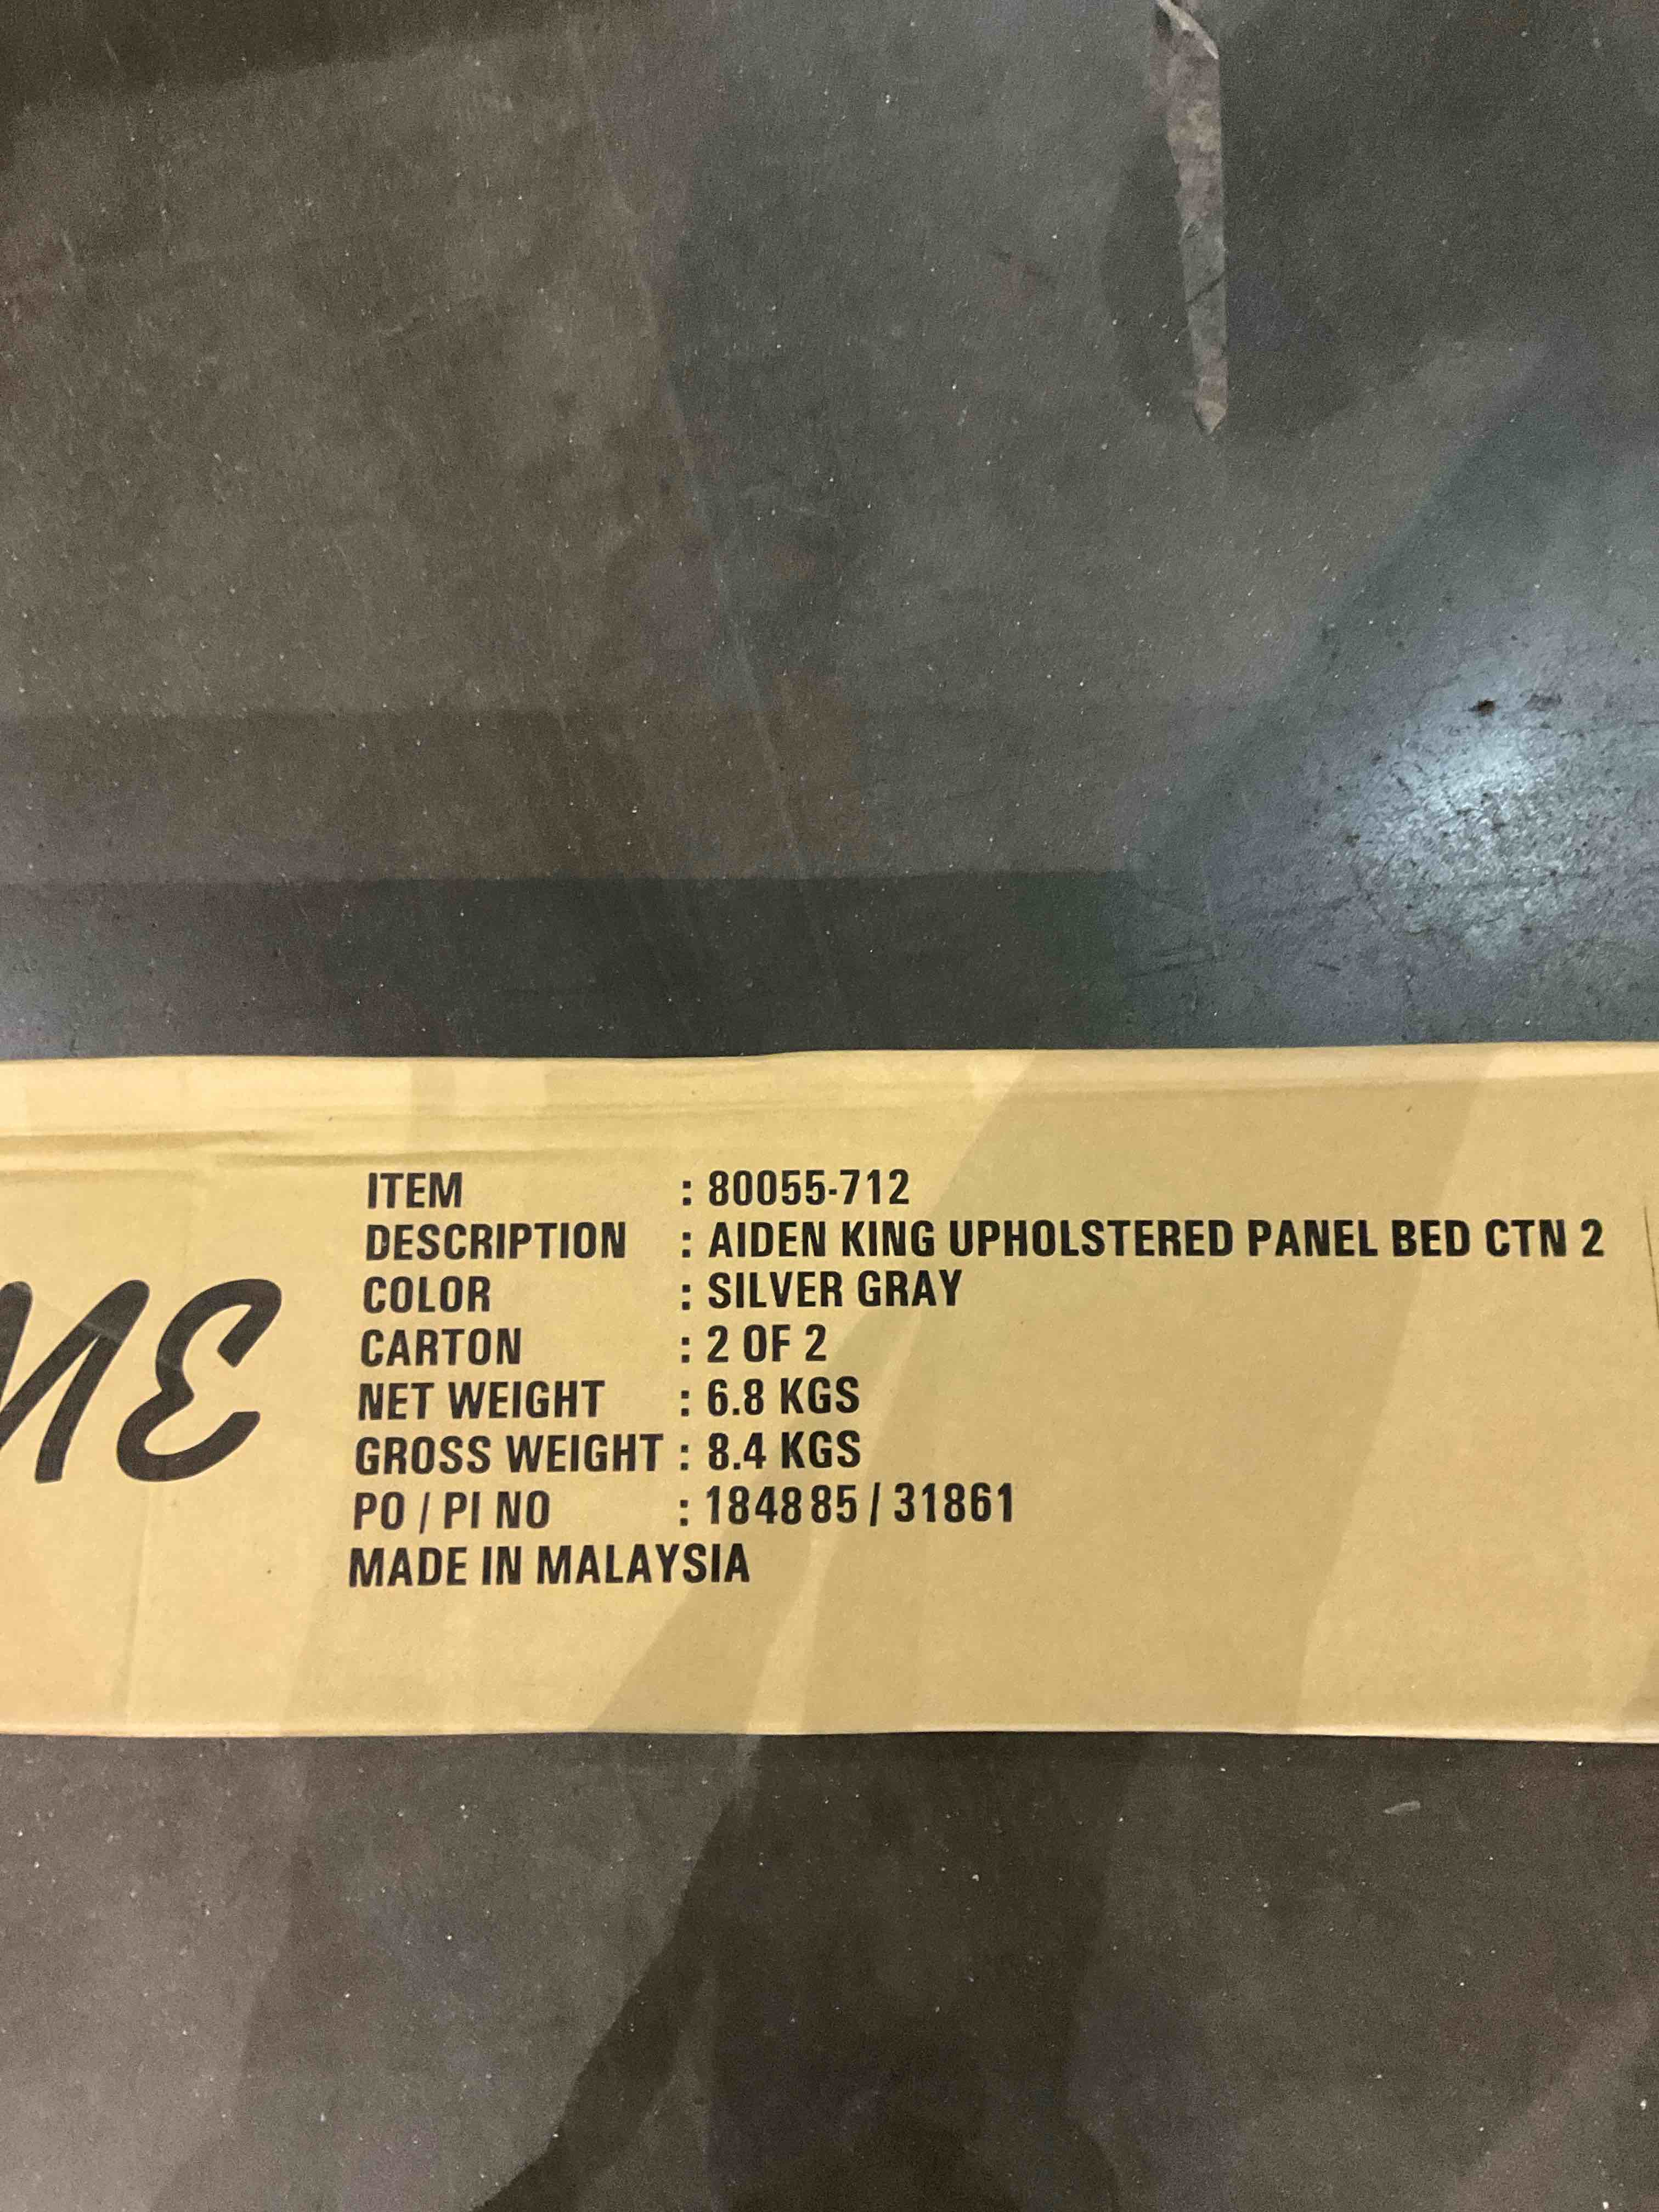 ITEM : 80055-712
DESCRIPTION : AIDEN KING UPHOLSTERED PANEL BED CTN 2
COLOR : SILVER GRAY
CARTON : 2 OF 2
NET WEIGHT : 6.8 KGS
GROSS WEIGHT : 8.4 KGS
PO / PI NO : 184885 / 31861
MADE IN MALAYSIA